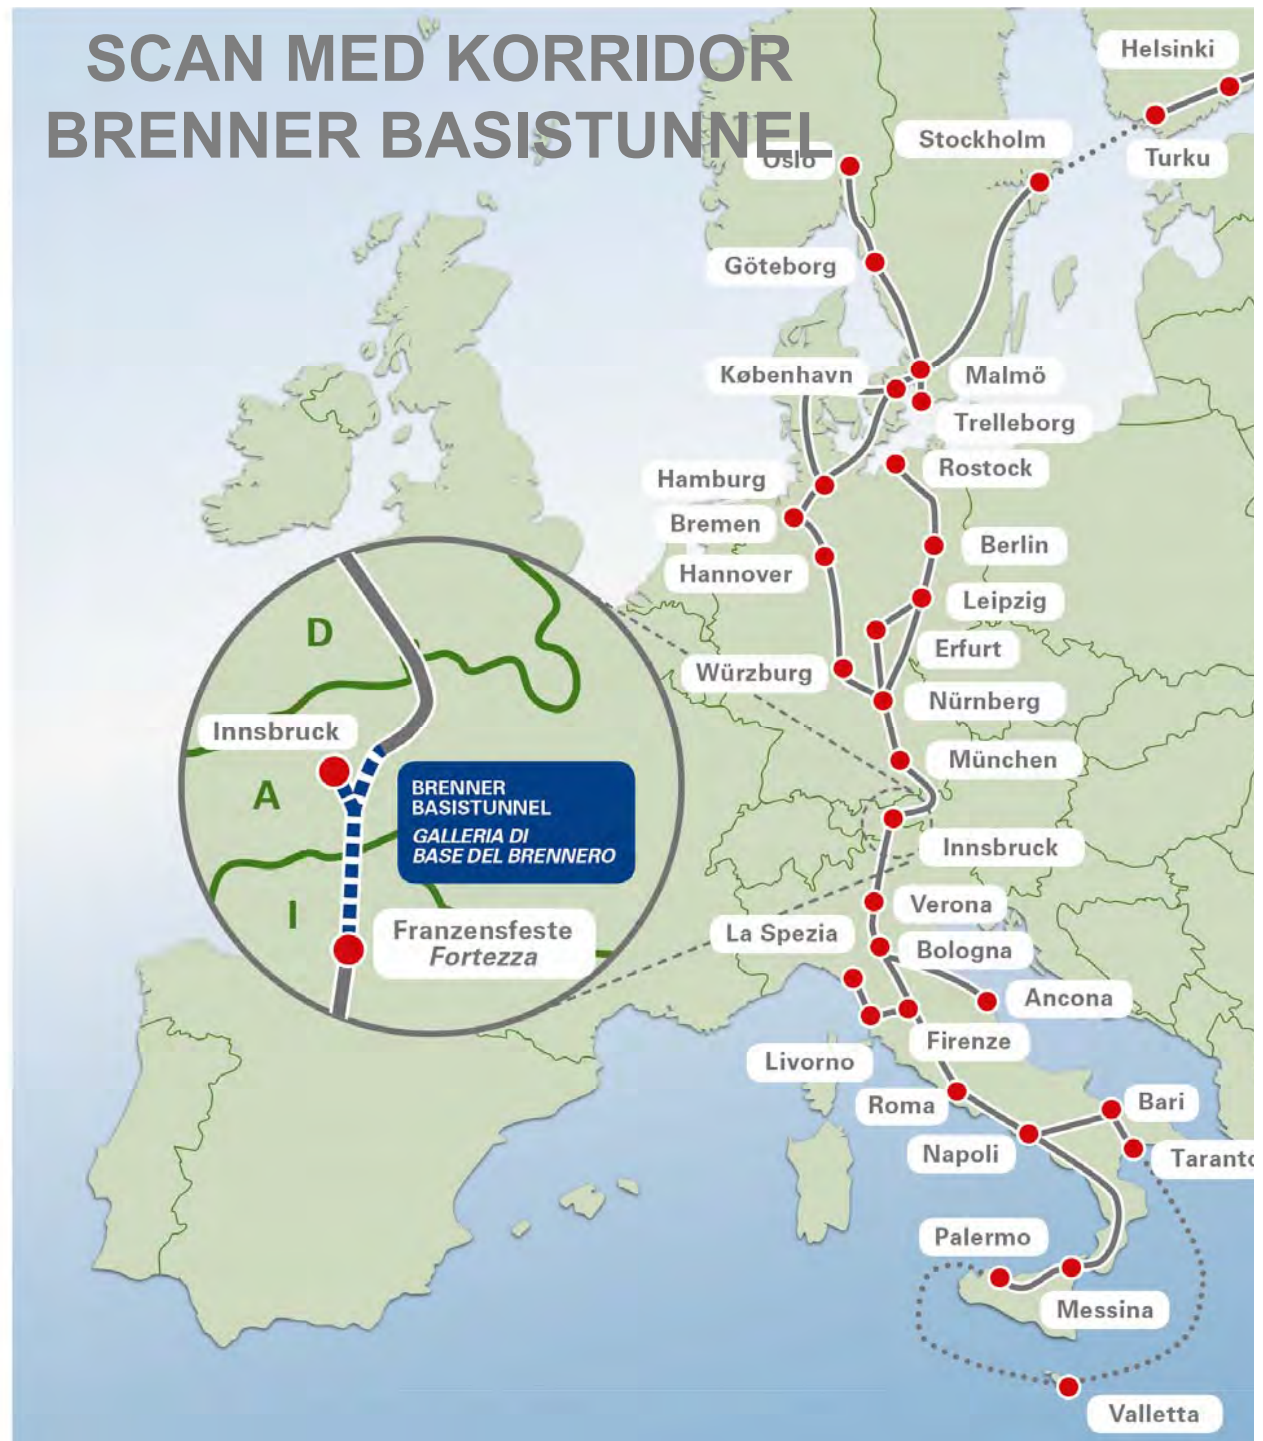 SCAN MED KORRIDOR
BRENNER BASISTUNNEL
Helsinki
Stockholm
Turku
Oslo
Göteborg
København
Malmö
Trelleborg
Rostock
Hamburg
Bremen
Berlin
Hannover
Leipzig
Erfurt
Würzburg
Nürnberg
München
Innsbruck
Verona
La Spezia
Bologna
Ancona
Firenze
Livorno
Roma
Bari
Napoli
Taranto
Palermo
Messina
Valletta
D
Innsbruck
A
BRENNER
BASISTUNNEL
GALLERIA DI
BASE DEL BRENNERO
I
Franzensfeste
Fortezza